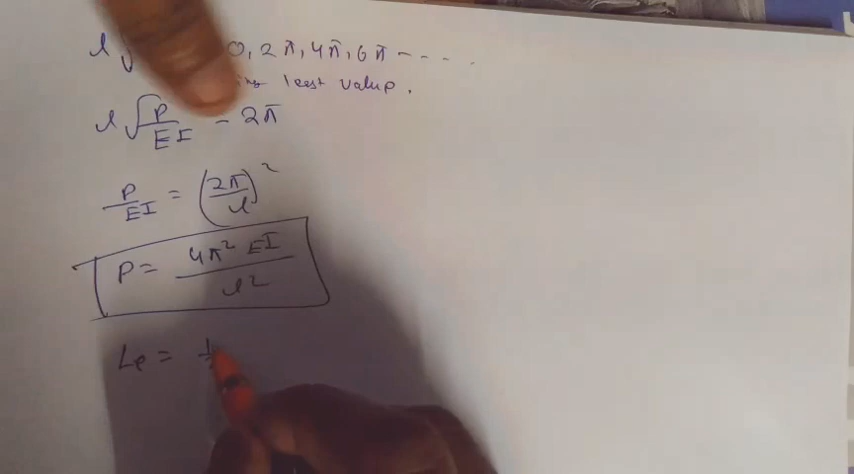 l√ 0, 2π, 4π, 6π - - - - .
least value.
l√P/EI = 2π
P/EI = (2π/l)²
P = 4π² EI / l²
Le =